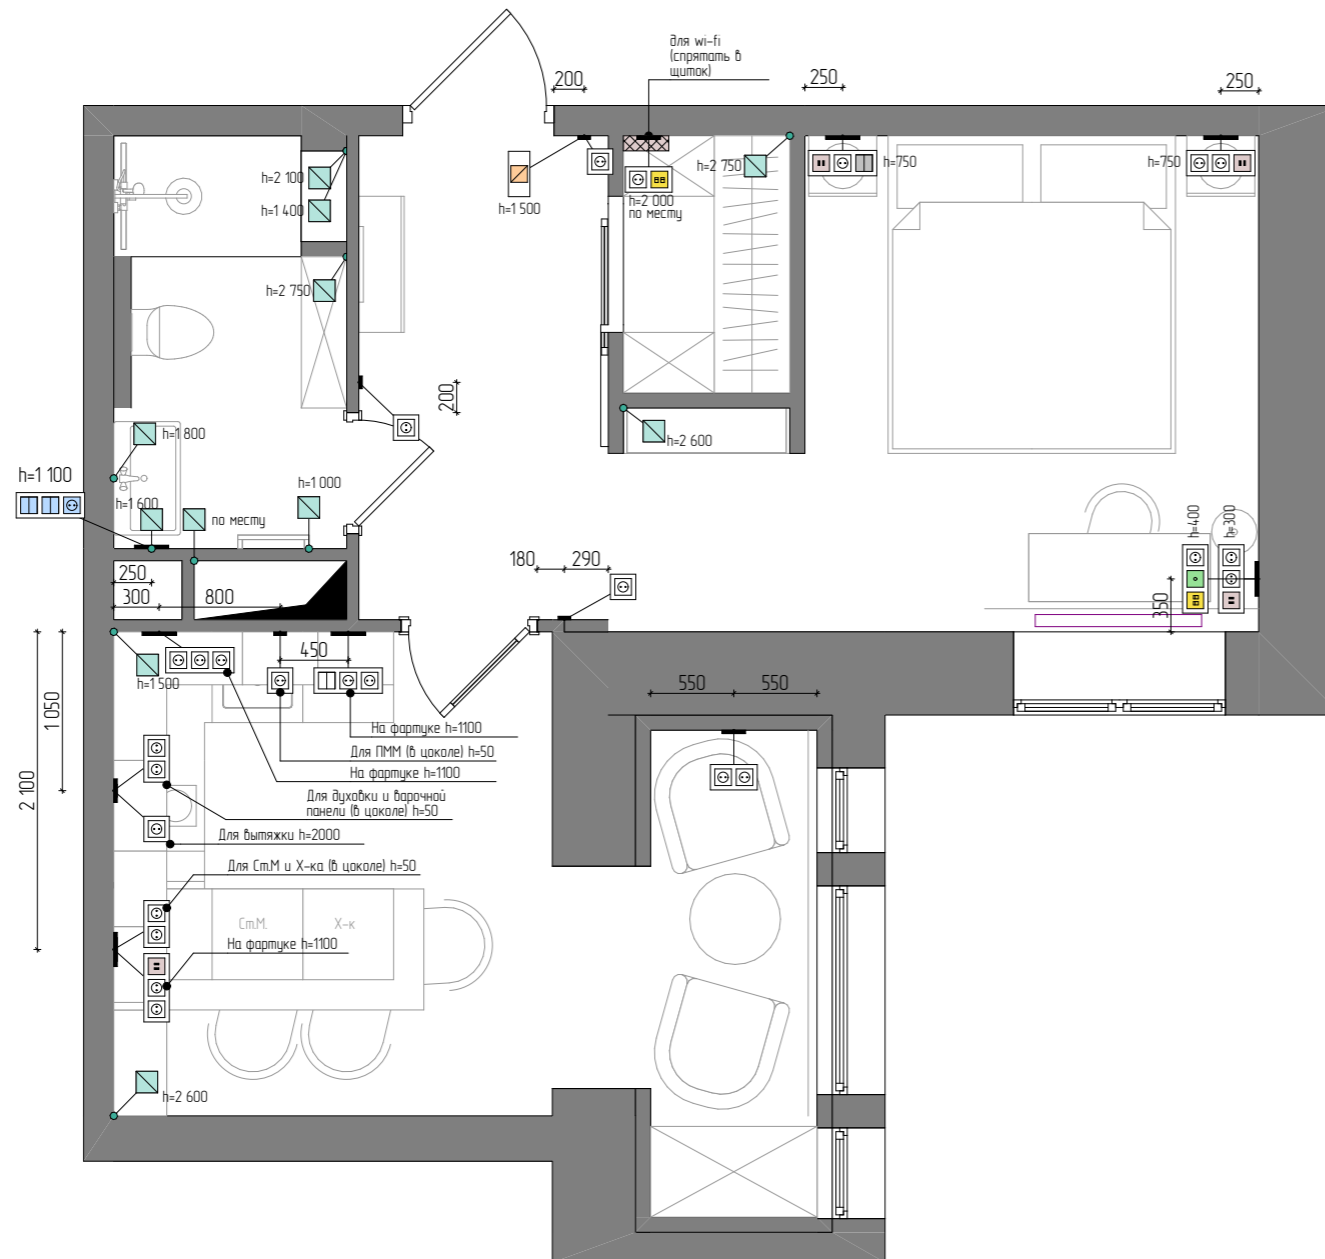 для wi-fi
(спрятать в
щиток)
200
250
250
h=2 100
h=1 400
h=1 500
h=2 000
по месту
h=2 750
h=750
h=750
h=2 750
200
h=2 600
h=1 800
h=1 100
h=1 600
по месту
h=1 000
h=400
h=300
350
250
300
800
180
290
450
h=1 500
1 050
2 100
550
550
На фартуке h=1100
Для ПММ (в цоколе) h=50
На фартуке h=1100
Для духовки и варочной
панели (в цоколе) h=50
Для вытяжки h=2000
Для Ст.М и Х-ка (в цоколе) h=50
Ст.М.
Х-к
На фартуке h=1100
h=2 600